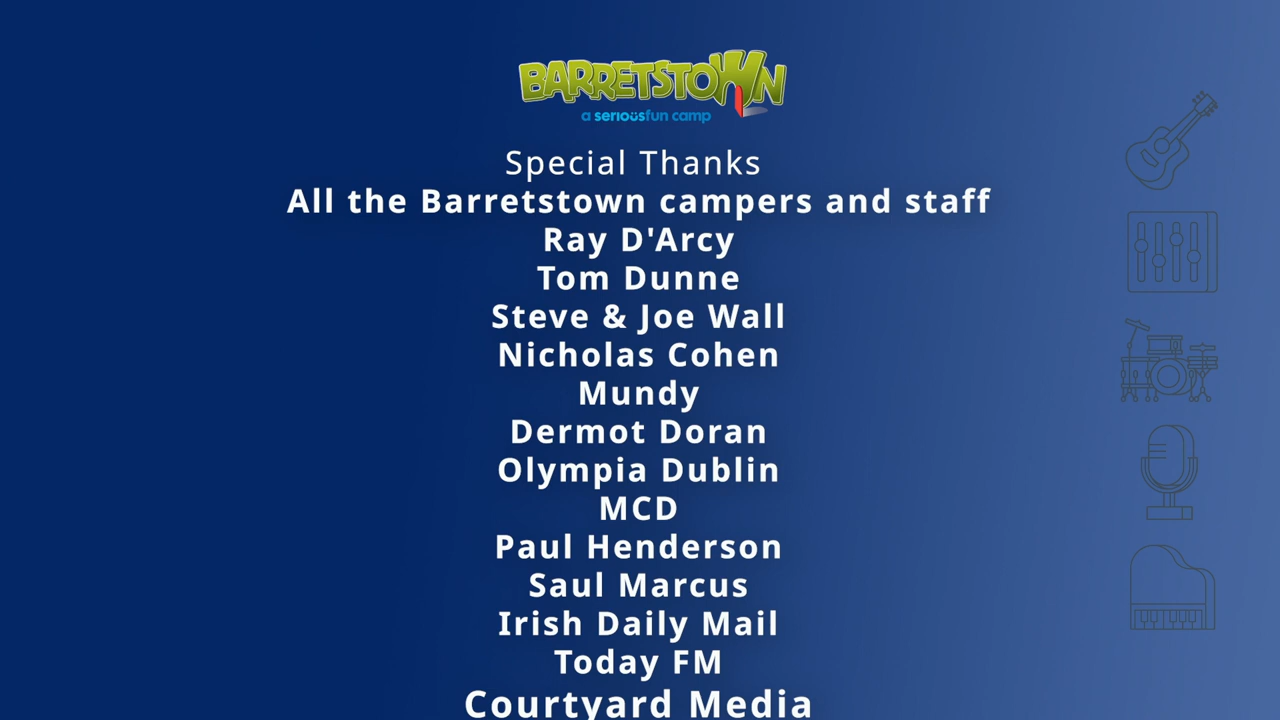 BARRETSTOWN
a seriousfun camp
Special Thanks
All the Barretstown campers and staff
Ray D'Arcy
Tom Dunne
Steve & Joe Wall
Nicholas Cohen
Mundy
Dermot Doran
Olympia Dublin
MCD
Paul Henderson
Saul Marcus
Irish Daily Mail
Today FM
Courtyard Media